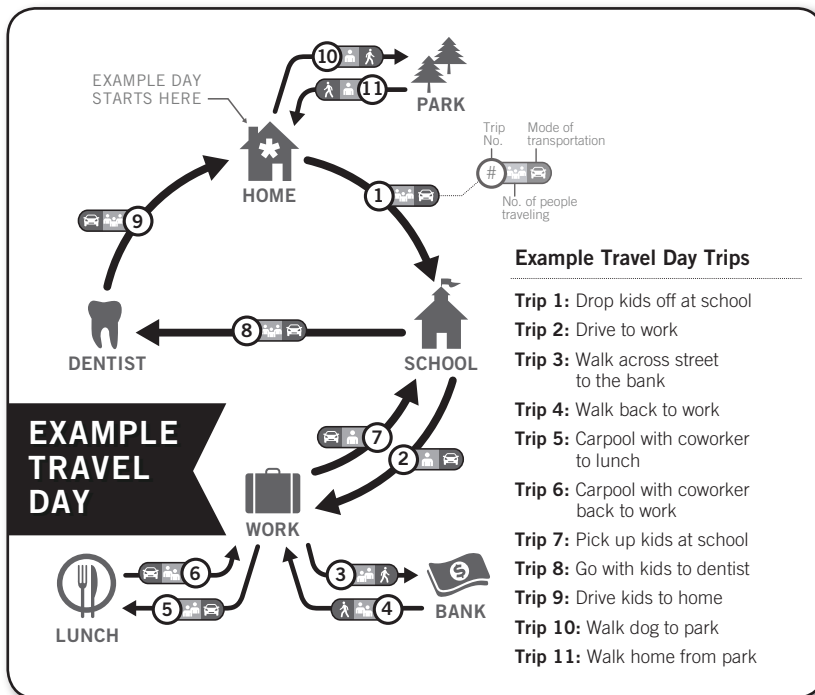 EXAMPLE DAY
STARTS HERE
10
11
PARK
HOME
1
Trip
No.
Mode of
transportation
#
No. of people
traveling
9
DENTIST
8
SCHOOL
7
2
EXAMPLE
TRAVEL
DAY
WORK
6
5
LUNCH
3
4
$
BANK
Example Travel Day Trips
Trip 1: Drop kids off at school
Trip 2: Drive to work
Trip 3: Walk across street
to the bank
Trip 4: Walk back to work
Trip 5: Carpool with coworker
to lunch
Trip 6: Carpool with coworker
back to work
Trip 7: Pick up kids at school
Trip 8: Go with kids to dentist
Trip 9: Drive kids to home
Trip 10: Walk dog to park
Trip 11: Walk home from park